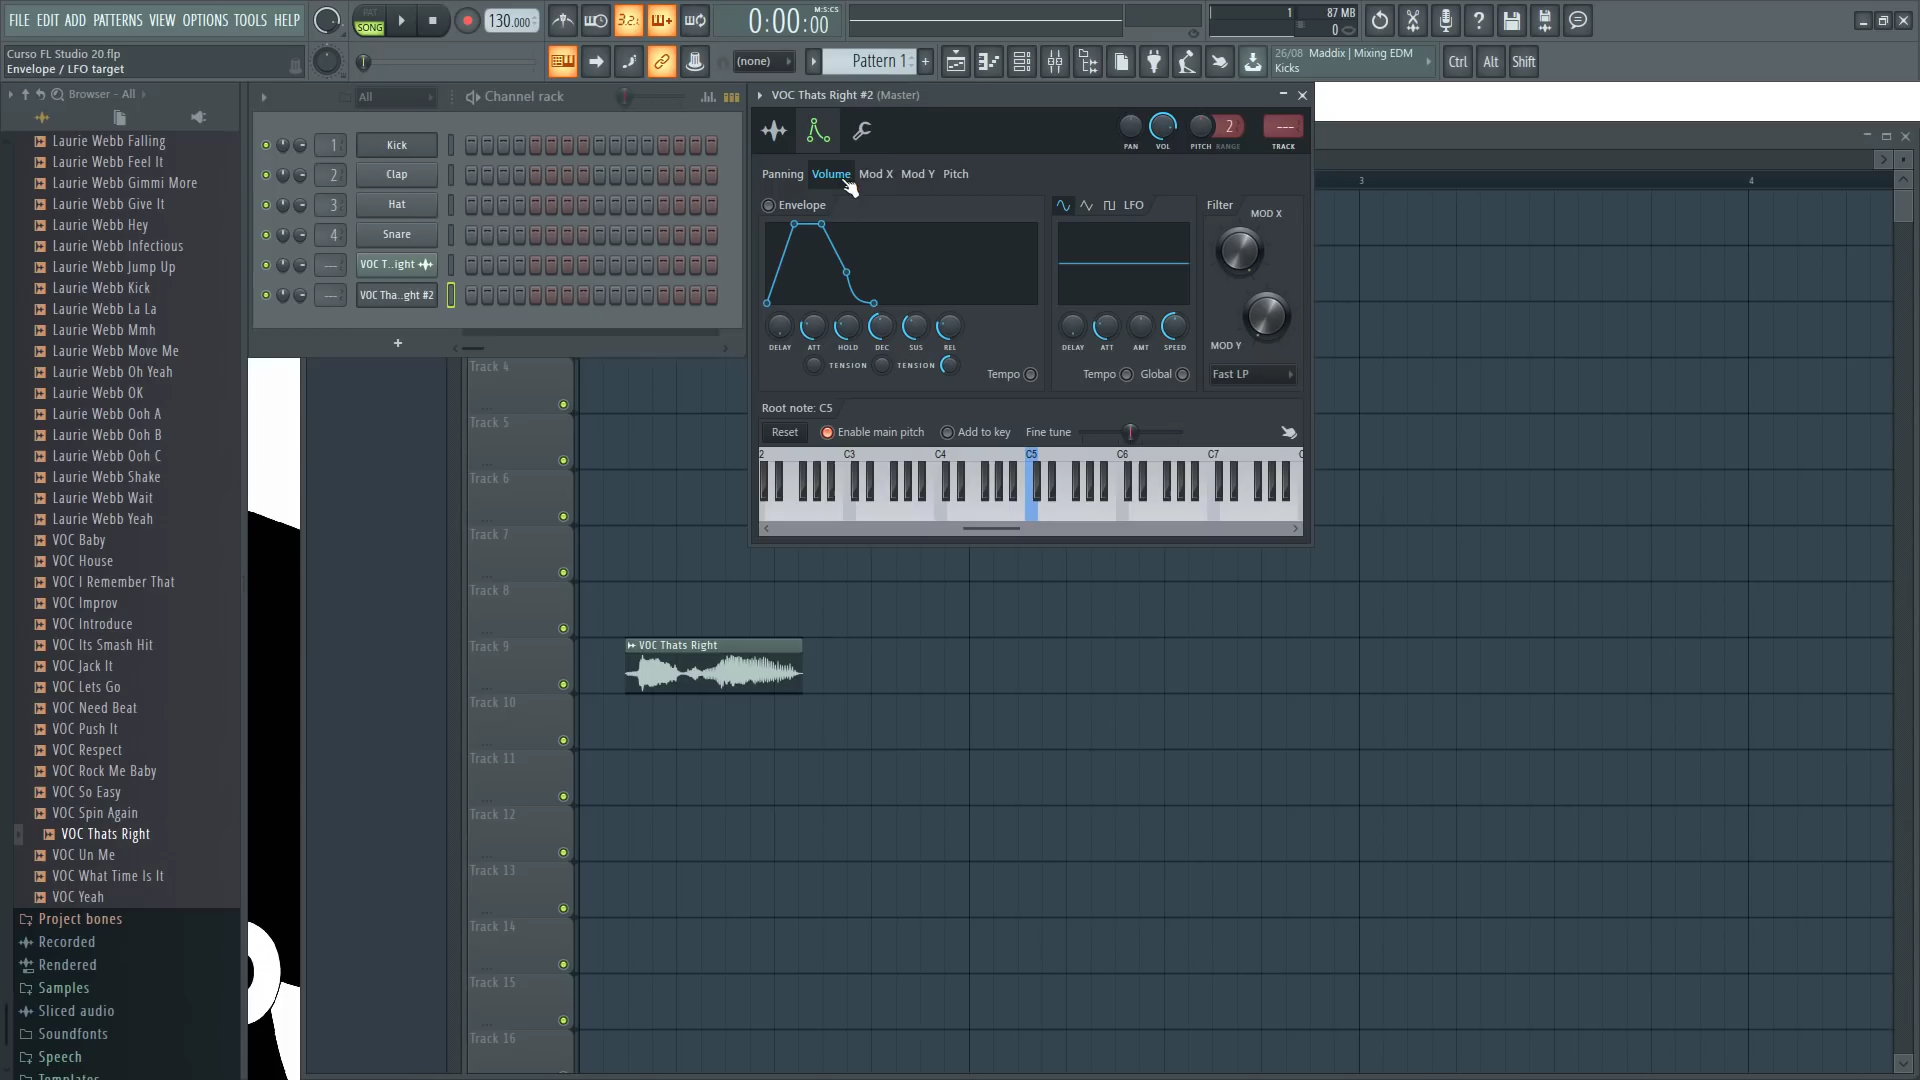 FILE EDIT ADD PATTERNS VIEW OPTIONS TOOLS HELP
PAT
SONG
130.000
3.2.
0:00:00
M:S:CS
1
87 MB
0
Curso FL Studio 20.flp
Envelope / LFO target
(none)
Pattern 1
26/08 Maddix | Mixing EDM
Kicks
Ctrl
Alt
Shift
Browser - All
All
Channel rack
VOC Thats Right #2 (Master)
Laurie Webb Falling
Laurie Webb Feel It
Laurie Webb Gimmi More
Laurie Webb Give It
Laurie Webb Hey
Laurie Webb Infectious
Laurie Webb Jump Up
Laurie Webb Kick
Laurie Webb La La
Laurie Webb Mmh
Laurie Webb Move Me
Laurie Webb Oh Yeah
Laurie Webb OK
Laurie Webb Ooh A
Laurie Webb Ooh B
Laurie Webb Ooh C
Laurie Webb Shake
Laurie Webb Wait
Laurie Webb Yeah
VOC Baby
VOC House
VOC I Remember That
VOC Improv
VOC Introduce
VOC Its Smash Hit
VOC Jack It
VOC Lets Go
VOC Need Beat
VOC Push It
VOC Respect
VOC Rock Me Baby
VOC So Easy
VOC Spin Again
VOC Thats Right
VOC Un Me
VOC What Time Is It
VOC Yeah
Project bones
Recorded
Rendered
Samples
Sliced audio
Soundfonts
Speech
Templates
1 Kick
2 Clap
3 Hat
4 Snare
--- VOC T..ight
--- VOC Tha..ght #2
+
2
---
PAN VOL PITCH RANGE TRACK
Panning Volume Mod X Mod Y Pitch
Envelope
LFO
Filter
MOD X
MOD Y
DELAY ATT HOLD DEC SUS REL
TENSION TENSION
Tempo
DELAY ATT AMT SPEED
Tempo Global
Fast LP
Root note: C5
Reset
Enable main pitch
Add to key
Fine tune
2 C3 C4 C5 C6 C7 C
3
4
Track 4
Track 5
Track 6
Track 7
Track 8
Track 9
VOC Thats Right
Track 10
Track 11
Track 12
Track 13
Track 14
Track 15
Track 16